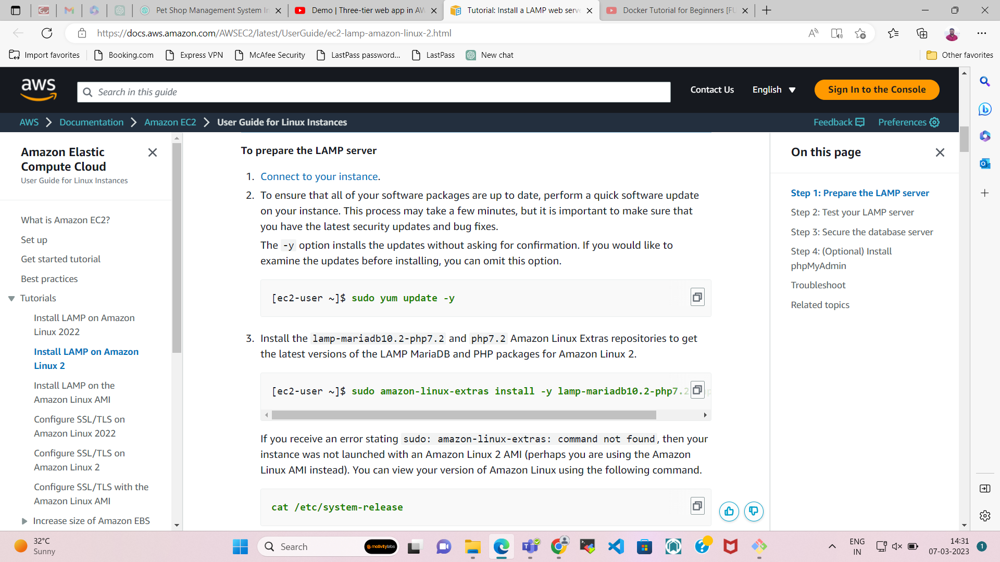 Pet Shop Management System In
Demo | Three-tier web app in AW
Tutorial: Install a LAMP web serve
Docker Tutorial for Beginners [FU
https://docs.aws.amazon.com/AWSEC2/latest/UserGuide/ec2-lamp-amazon-linux-2.html
Import favorites
Booking.com
Express VPN
McAfee Security
LastPass password...
LastPass
New chat
Other favorites
aws
Search in this guide
Contact Us
English
Sign In to the Console
AWS
Documentation
Amazon EC2
User Guide for Linux Instances
Feedback
Preferences
Amazon Elastic
Compute Cloud
User Guide for Linux Instances
What is Amazon EC2?
Set up
Get started tutorial
Best practices
Tutorials
Install LAMP on Amazon
Linux 2022
Install LAMP on Amazon
Linux 2
Install LAMP on the
Amazon Linux AMI
Configure SSL/TLS on
Amazon Linux 2022
Configure SSL/TLS on
Amazon Linux 2
Configure SSL/TLS with the
Amazon Linux AMI
Increase size of Amazon EBS
To prepare the LAMP server
1. Connect to your instance.
2. To ensure that all of your software packages are up to date, perform a quick software update
on your instance. This process may take a few minutes, but it is important to make sure that
you have the latest security updates and bug fixes.
The -y option installs the updates without asking for confirmation. If you would like to
examine the updates before installing, you can omit this option.
[ec2-user ~]$ sudo yum update -y
3. Install the lamp-mariadb10.2-php7.2 and php7.2 Amazon Linux Extras repositories to get
the latest versions of the LAMP MariaDB and PHP packages for Amazon Linux 2.
[ec2-user ~]$ sudo amazon-linux-extras install -y lamp-mariadb10.2-php7.2
If you receive an error stating sudo: amazon-linux-extras: command not found, then your
instance was not launched with an Amazon Linux 2 AMI (perhaps you are using the Amazon
Linux AMI instead). You can view your version of Amazon Linux using the following command.
cat /etc/system-release
On this page
Step 1: Prepare the LAMP server
Step 2: Test your LAMP server
Step 3: Secure the database server
Step 4: (Optional) Install
phpMyAdmin
Troubleshoot
Related topics
32°C
Sunny
Search
motivitylabs
ENG
IN
14:31
07-03-2023
1